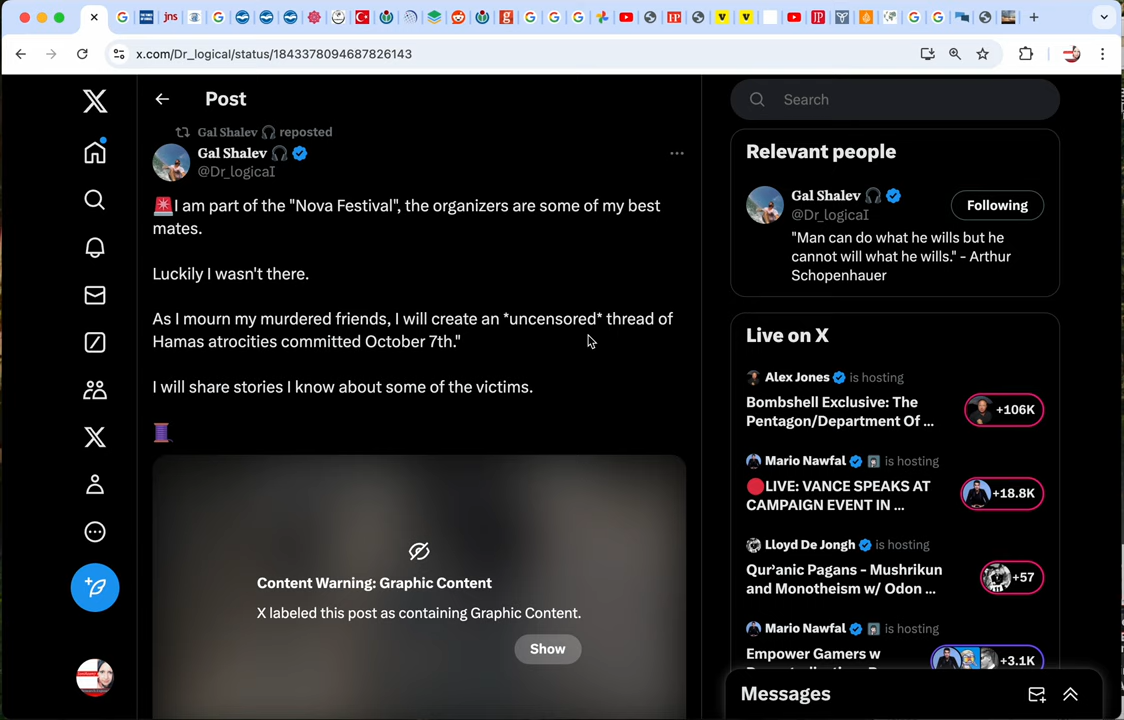 x.com/Dr_logical/status/1843378094687826143
Post
Search
Gal Shalev 🎧 reposted
Gal Shalev 🎧
@Dr_logicaI
🚨I am part of the "Nova Festival", the organizers are some of my best
mates.
Luckily I wasn't there.
As I mourn my murdered friends, I will create an *uncensored* thread of
Hamas atrocities committed October 7th."
I will share stories I know about some of the victims.
🧵
Content Warning: Graphic Content
X labeled this post as containing Graphic Content.
Show
Relevant people
Gal Shalev 🎧
@Dr_logicaI
Following
"Man can do what he wills but he
cannot will what he wills." - Arthur
Schopenhauer
Live on X
Alex Jones is hosting
Bombshell Exclusive: The
Pentagon/Department Of ...
+106K
Mario Nawfal is hosting
🔴LIVE: VANCE SPEAKS AT
CAMPAIGN EVENT IN ...
+18.8K
Lloyd De Jongh is hosting
Qur'anic Pagans - Mushrikun
and Monotheism w/ Odon ...
+57
Mario Nawfal is hosting
Empower Gamers w
+3.1K
Messages